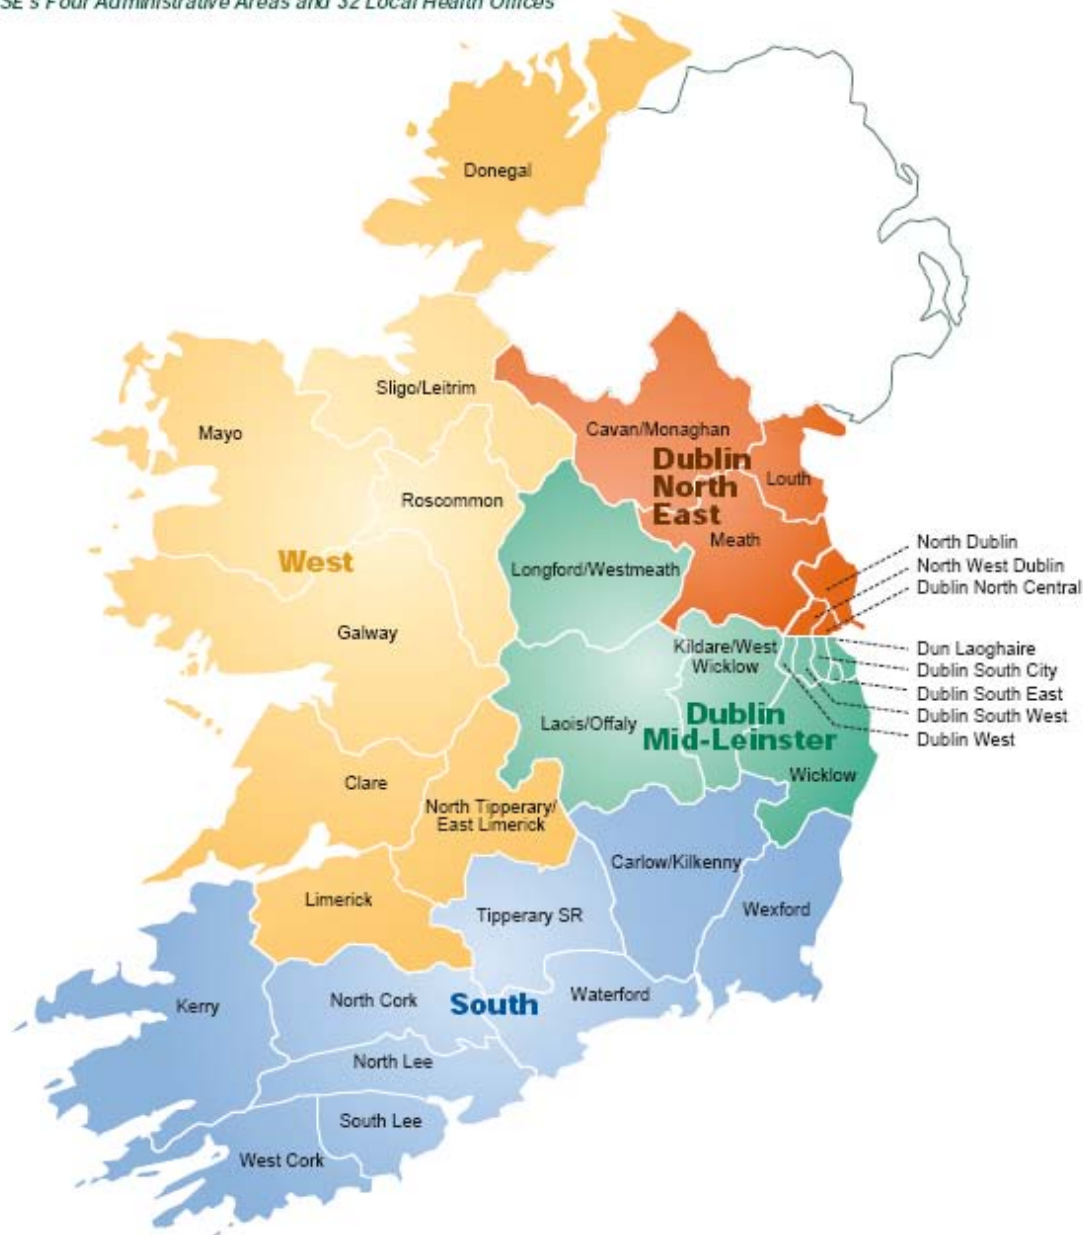 SE's Four Administrative Areas and 32 Local Health Offices
Donegal
Sligo/Leitrim
Mayo
Cavan/Monaghan
Dublin
North
East
Louth
Roscommon
Meath
North Dublin
North West Dublin
Dublin North Central
West
Longford/Westmeath
Galway
Kildare/West
Wicklow
Dun Laoghaire
Dublin South City
Dublin South East
Dublin South West
Dublin West
Laois/Offaly
Dublin
Mid-Leinster
Wicklow
Clare
North Tipperary/
East Limerick
Carlow/Kilkenny
Limerick
Tipperary SR
Wexford
Kerry
North Cork
South
Waterford
North Lee
South Lee
West Cork